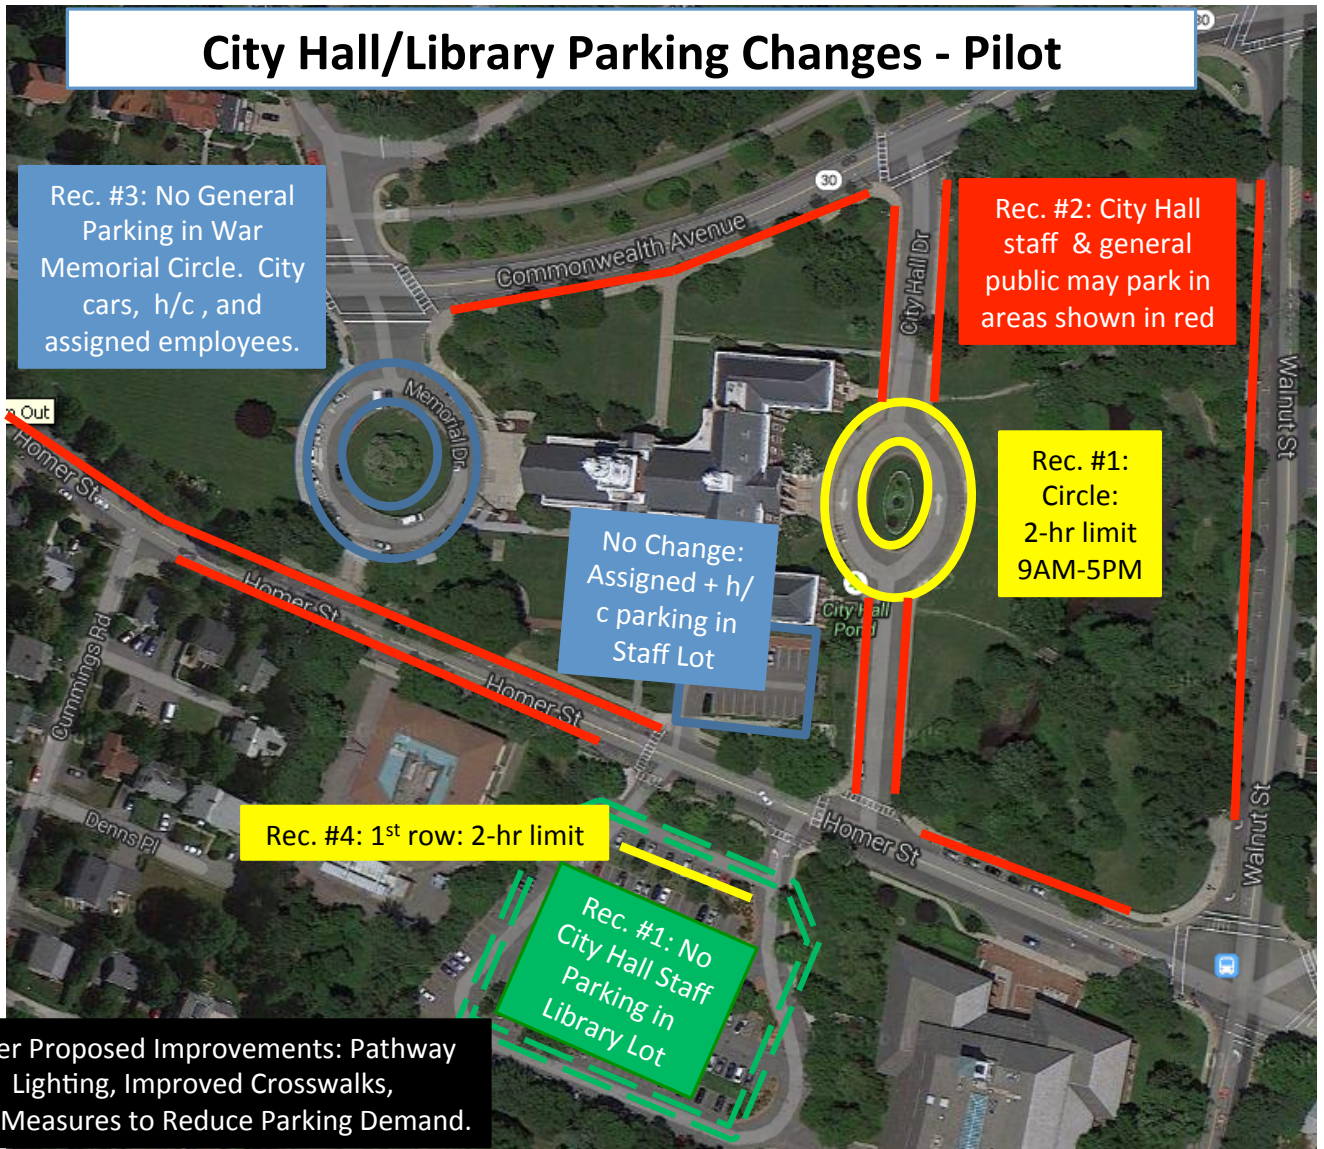 City Hall/Library Parking Changes - Pilot
30
30
Rec. #3: No General
Parking in War
Memorial Circle. City
cars, h/c , and
assigned employees.
Commonwealth Avenue
City Hall Dr
Rec. #2: City Hall
staff & general
public may park in
areas shown in red
Walnut St
Out
Memorial Dr
Homer St
Rec. #1:
Circle:
2-hr limit
9AM-5PM
No Change:
Assigned + h/
c parking in
Staff Lot
City Hall
Pond
Homer St
Cummings Rd
Homer St
Denns Pl
Rec. #4: 1st row: 2-hr limit
Homer St
Walnut St
Rec. #1: No
City Hall Staff
Parking in
Library Lot
er Proposed Improvements: Pathway
Lighting, Improved Crosswalks,
Measures to Reduce Parking Demand.